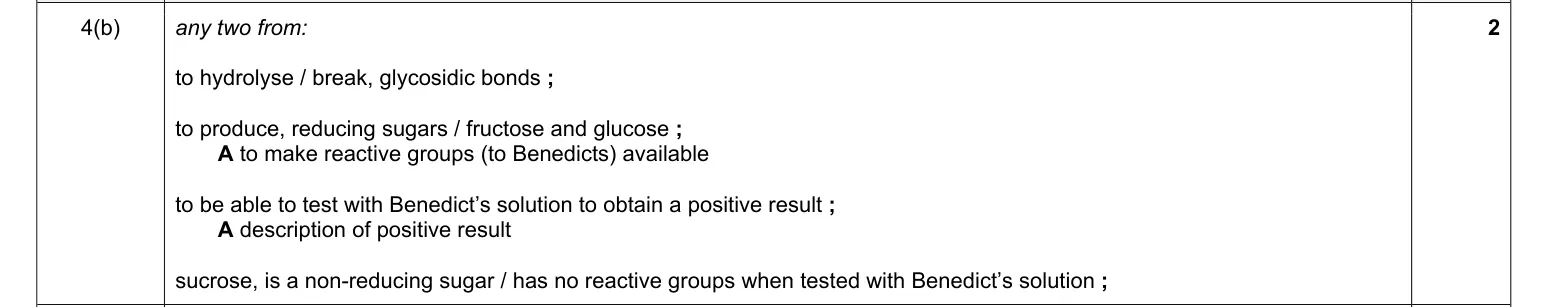 4(b) any two from: 2
to hydrolyse / break, glycosidic bonds ;
to produce, reducing sugars / fructose and glucose ;
A to make reactive groups (to Benedicts) available
to be able to test with Benedict’s solution to obtain a positive result ;
A description of positive result
sucrose, is a non-reducing sugar / has no reactive groups when tested with Benedict’s solution ;